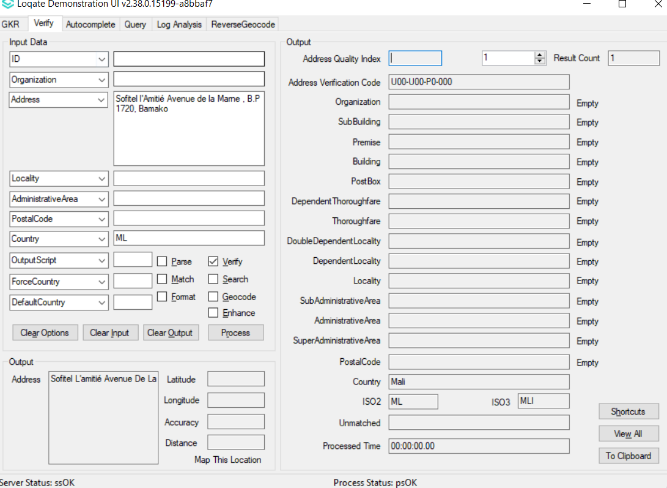 Loqate Demonstration UI v2.38.0.15199-a8bbaf7
GKR Verify Autocomplete Query Log Analysis ReverseGeocode
Input Data
ID
Organization
Address
Sofitel l'Amitié Avenue de la Marne , B.P
1720, Bamako
Locality
AdministrativeArea
PostalCode
Country ML
OutputScript Parse Verify
ForceCountry Match Search
DefaultCountry Format Geocode
Enhance
Clear Options Clear Input Clear Output Process
Output
Address Sofitel L'amitié Avenue De La Latitude
Longitude
Accuracy
Distance
Map This Location
Output
Address Quality Index 1 Result Count 1
Address Verification Code U00-U00-P0-000
Organization Empty
SubBuilding Empty
Premise Empty
Building Empty
PostBox Empty
DependentThoroughfare Empty
Thoroughfare Empty
DoubleDependentLocality Empty
DependentLocality Empty
Locality Empty
SubAdministrativeArea Empty
AdministrativeArea Empty
SuperAdministrativeArea Empty
PostalCode Empty
Country Mali
ISO2 ML ISO3 MLI
Unmatched
Processed Time 00:00:00.00
Shortcuts
View All
To Clipboard
Server Status: ssOK Process Status: psOK